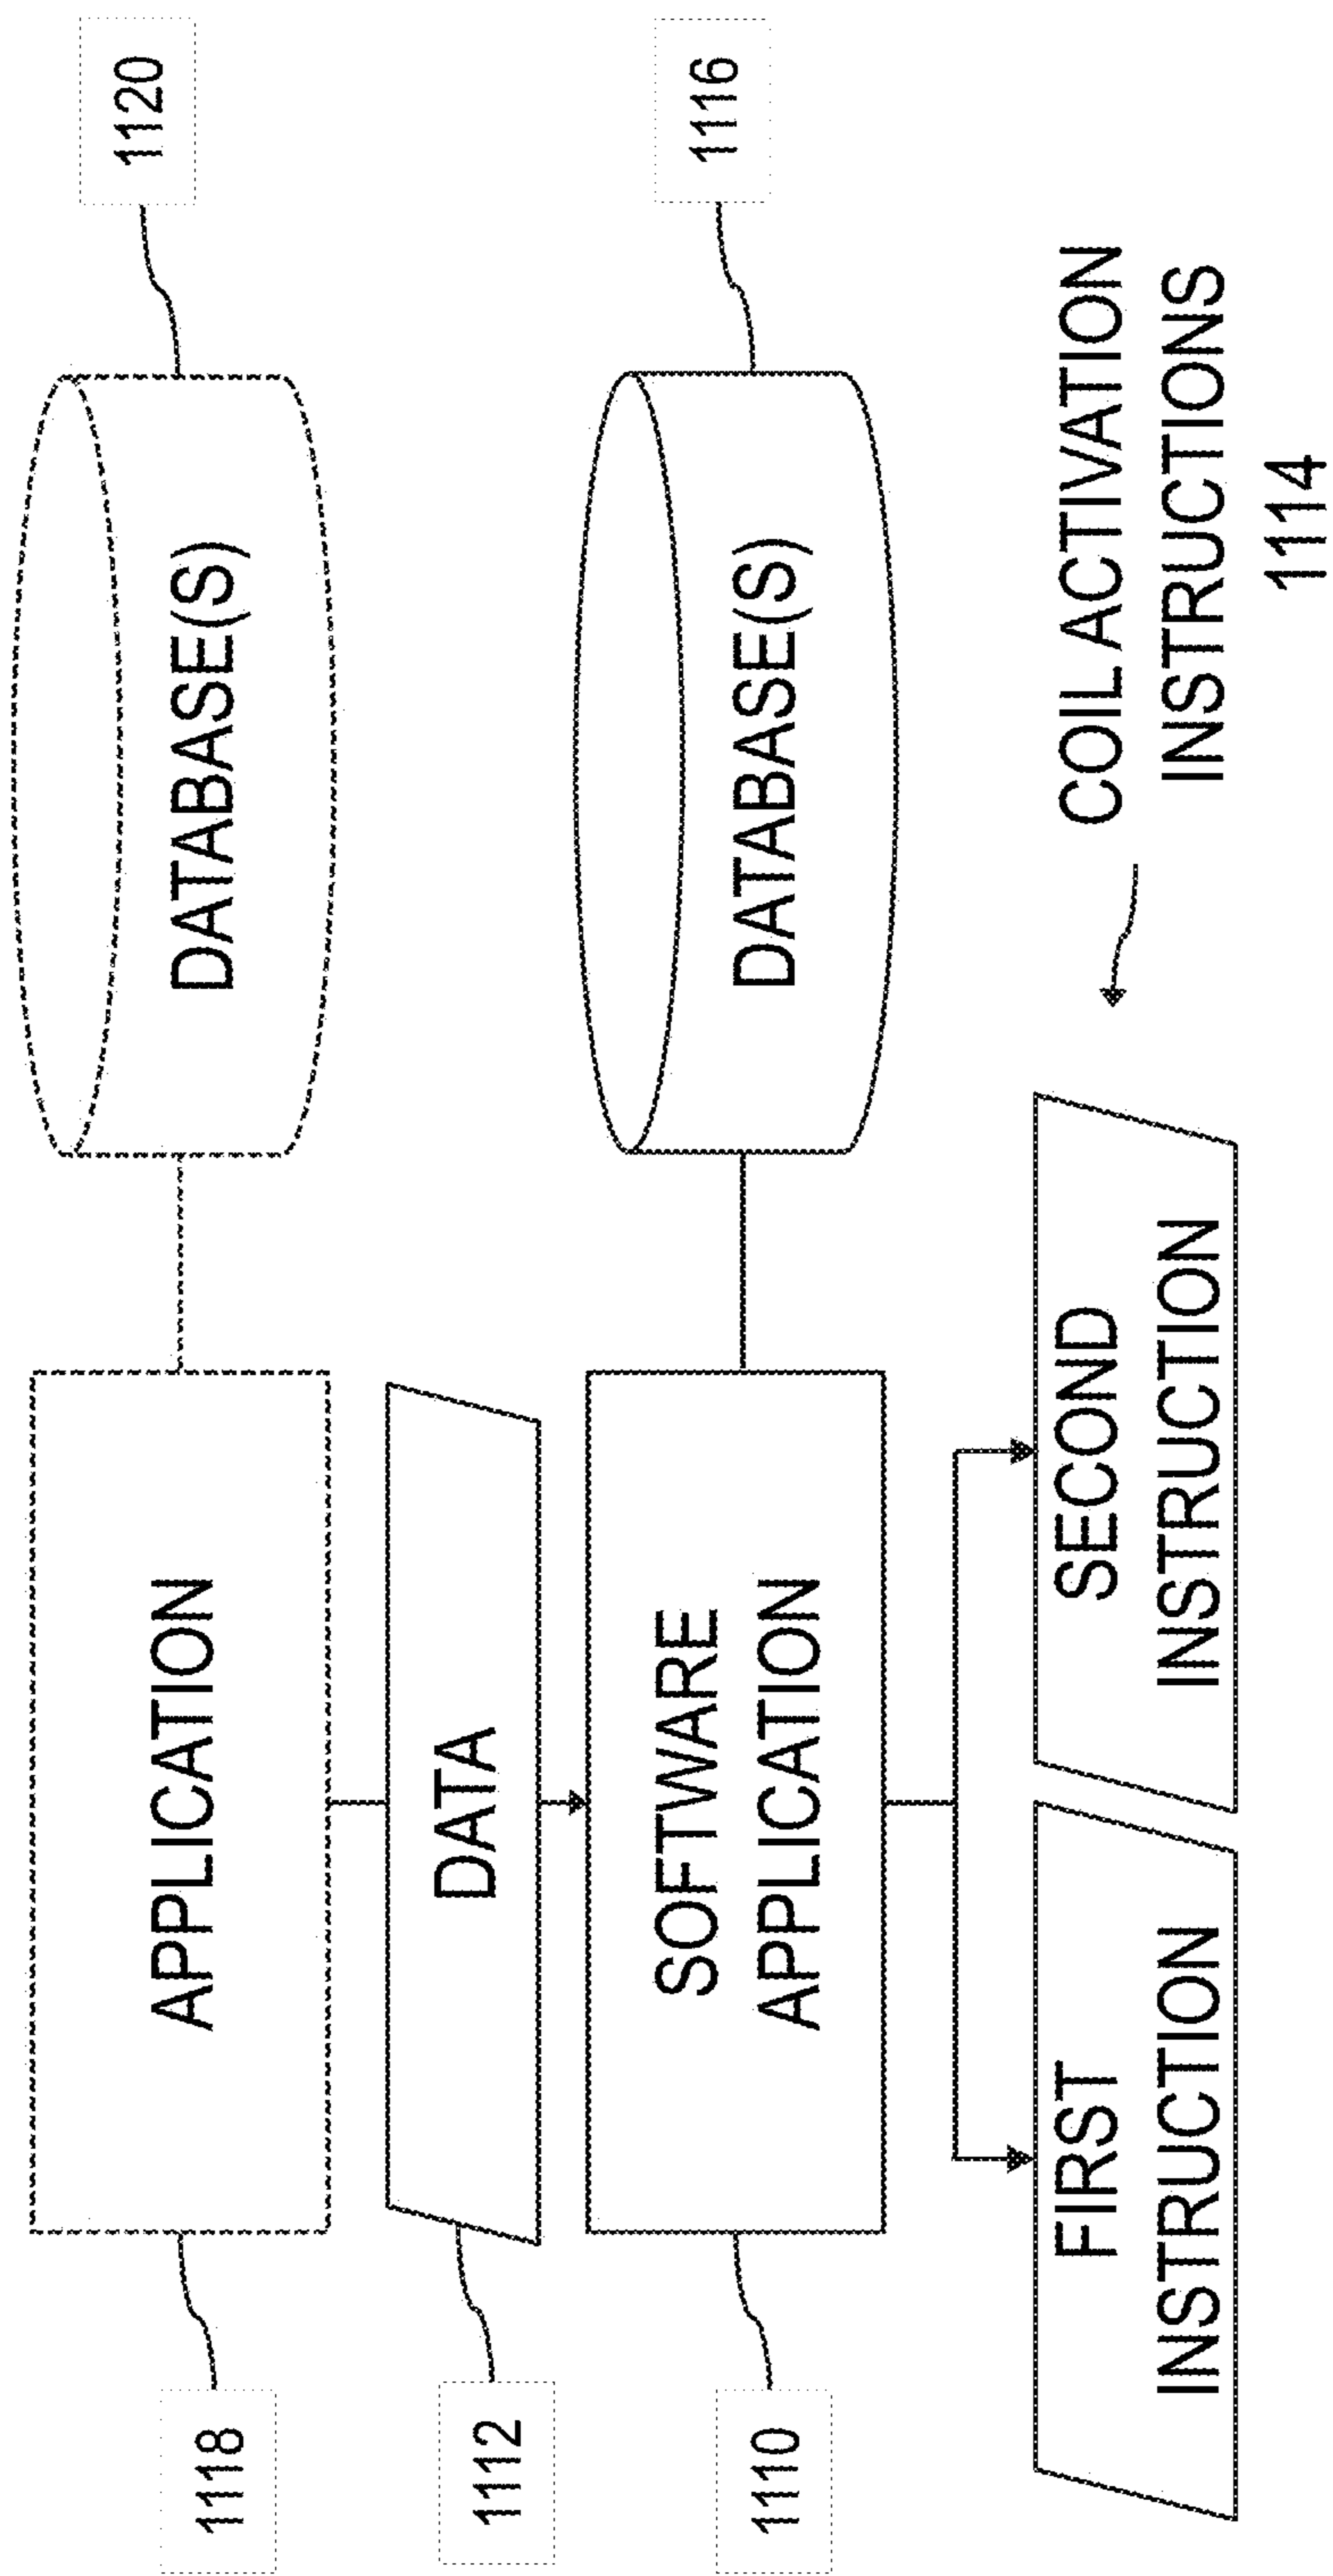 1118
APPLICATION
DATABASE(S)
1120
1112
DATA
1110
SOFTWARE
APPLICATION
DATABASE(S)
1116
FIRST
INSTRUCTION
SECOND
INSTRUCTION
COIL ACTIVATION
INSTRUCTIONS
1114